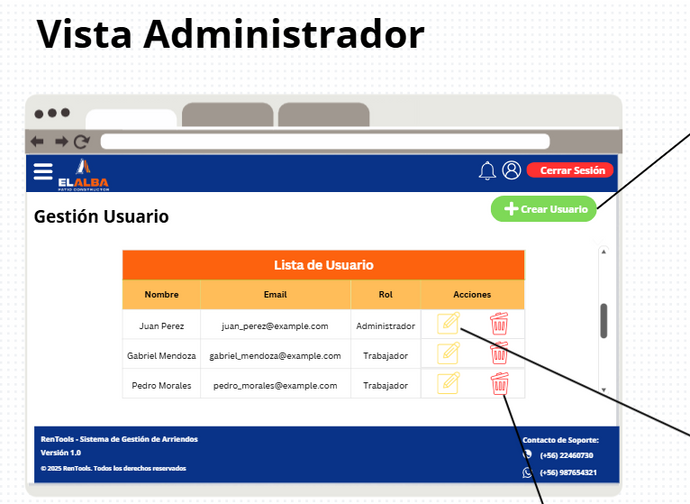 Vista Administrador
ELALBA
PATIO CONSTRUCTOR
Cerrar Sesión
Gestión Usuario
Crear Usuario
Lista de Usuario
Nombre Email Rol Acciones
Juan Perez juan_perez@example.com Administrador
Gabriel Mendoza gabriel_mendoza@example.com Trabajador
Pedro Morales pedro_morales@example.com Trabajador
RenTools - Sistema de Gestión de Arriendos
Versión 1.0
© 2025 RenTools. Todos los derechos reservados
Contacto de Soporte:
(+56) 22460730
(+56) 987654321